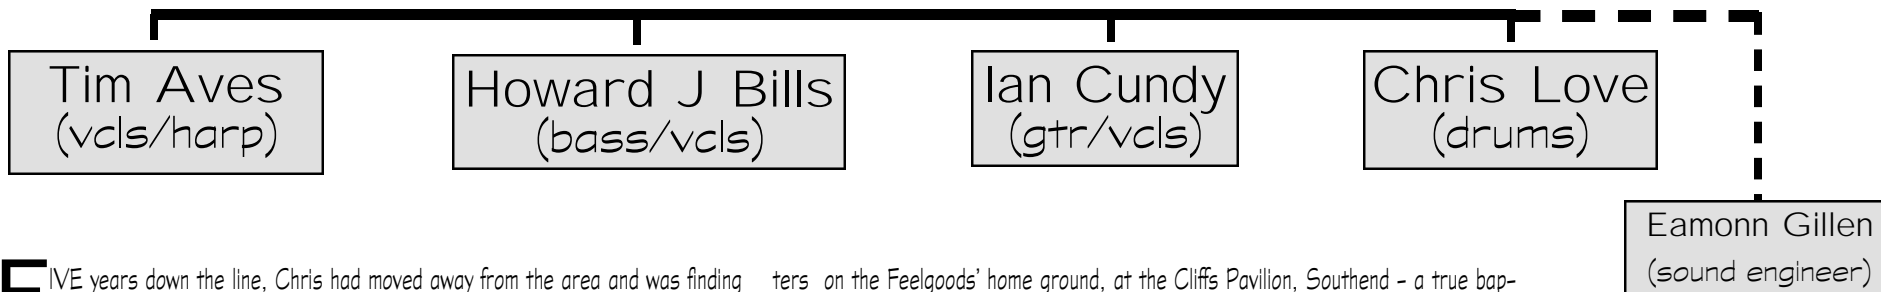 Tim Aves
(vcls/harp)
Howard J Bills
(bass/vcls)
Ian Cundy
(gtr/vcls)
Chris Love
(drums)
Eamonn Gillen
(sound engineer)
FIVE years down the line, Chris had moved away from the area and was finding
ters on the Feelgoods' home ground, at the Cliffs Pavilion, Southend - a true bap-